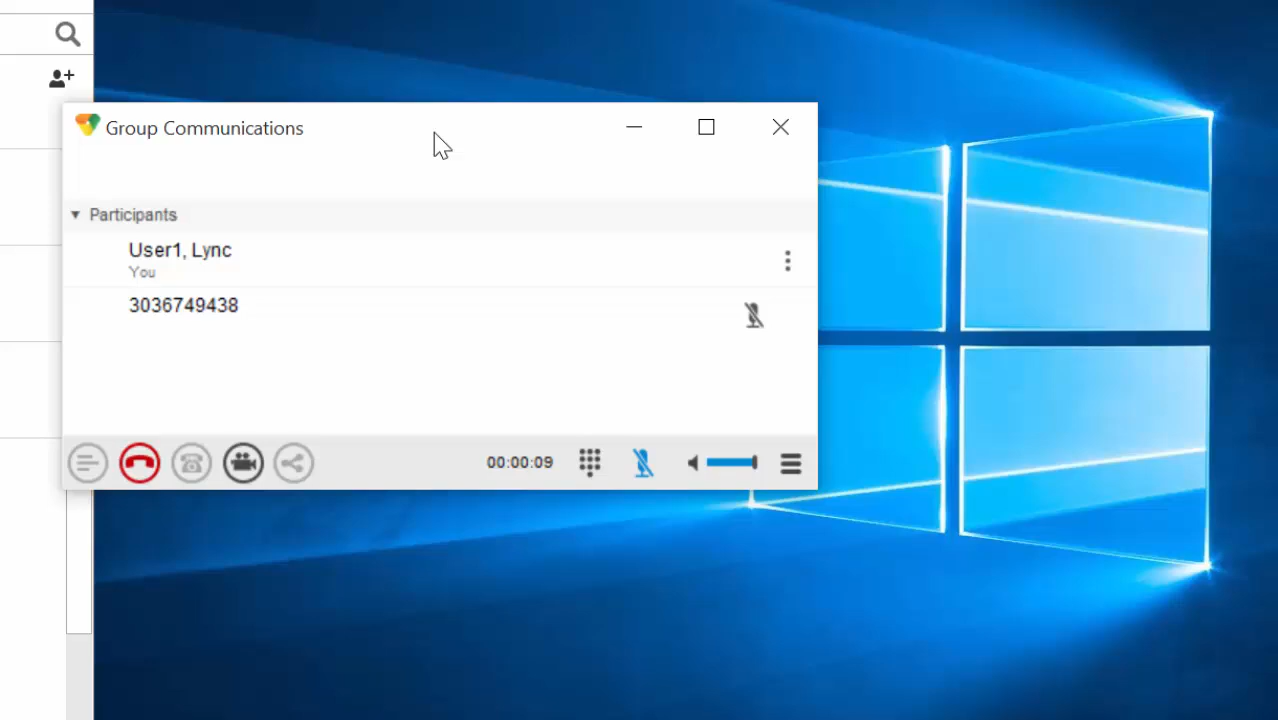 Group Communications
Participants
User1, Lync
You
3036749438
00:00:09